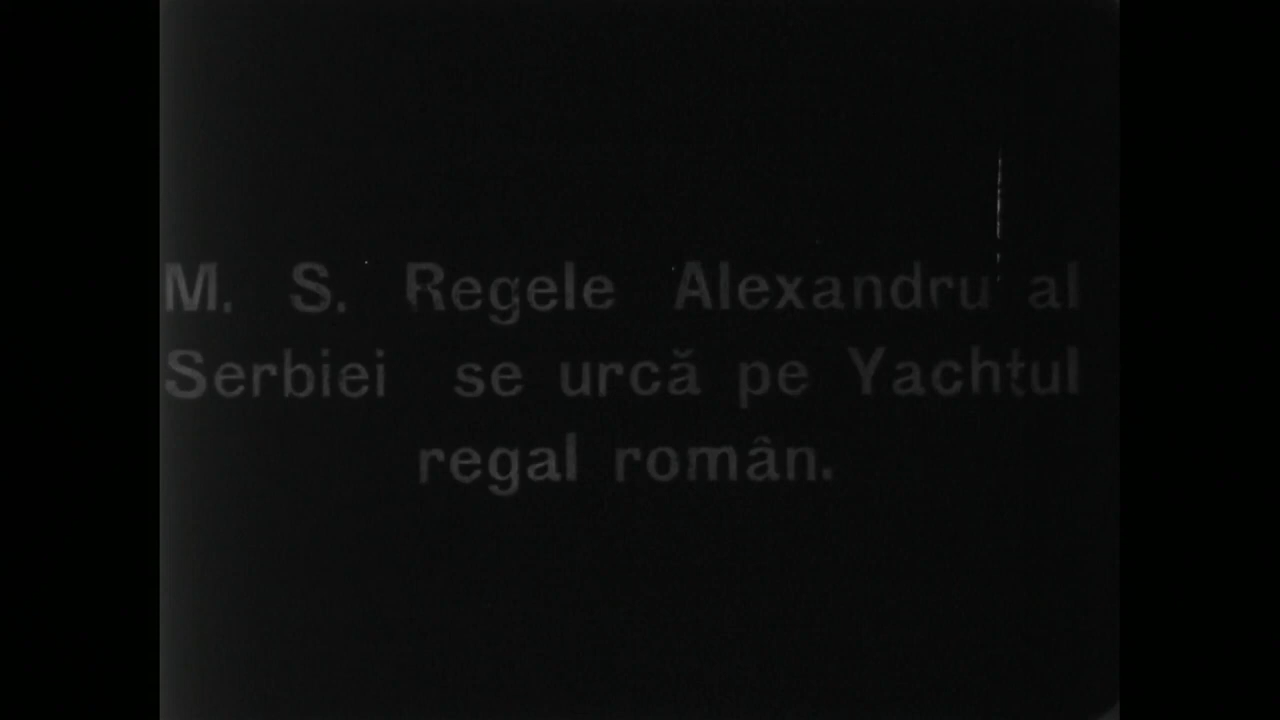 M. S. Regele Alexandru al
Serbiei se urcă pe Yachtul
regal român.